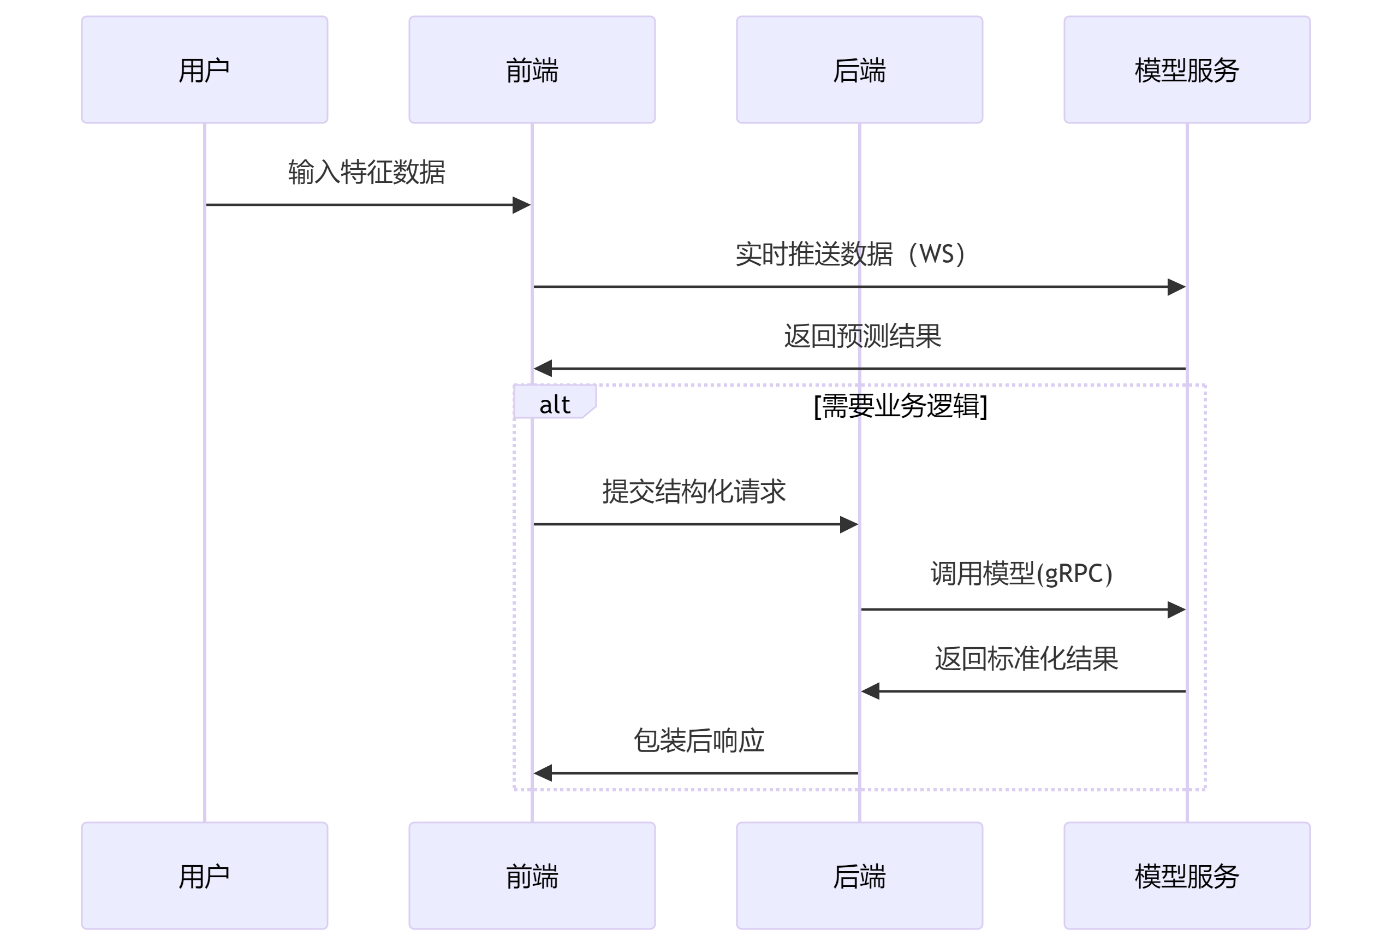 用户
前端
后端
模型服务
输入特征数据
实时推送数据（WS）
返回预测结果
alt
[需要业务逻辑]
提交结构化请求
调用模型(gRPC)
返回标准化结果
包装后响应
用户
前端
后端
模型服务